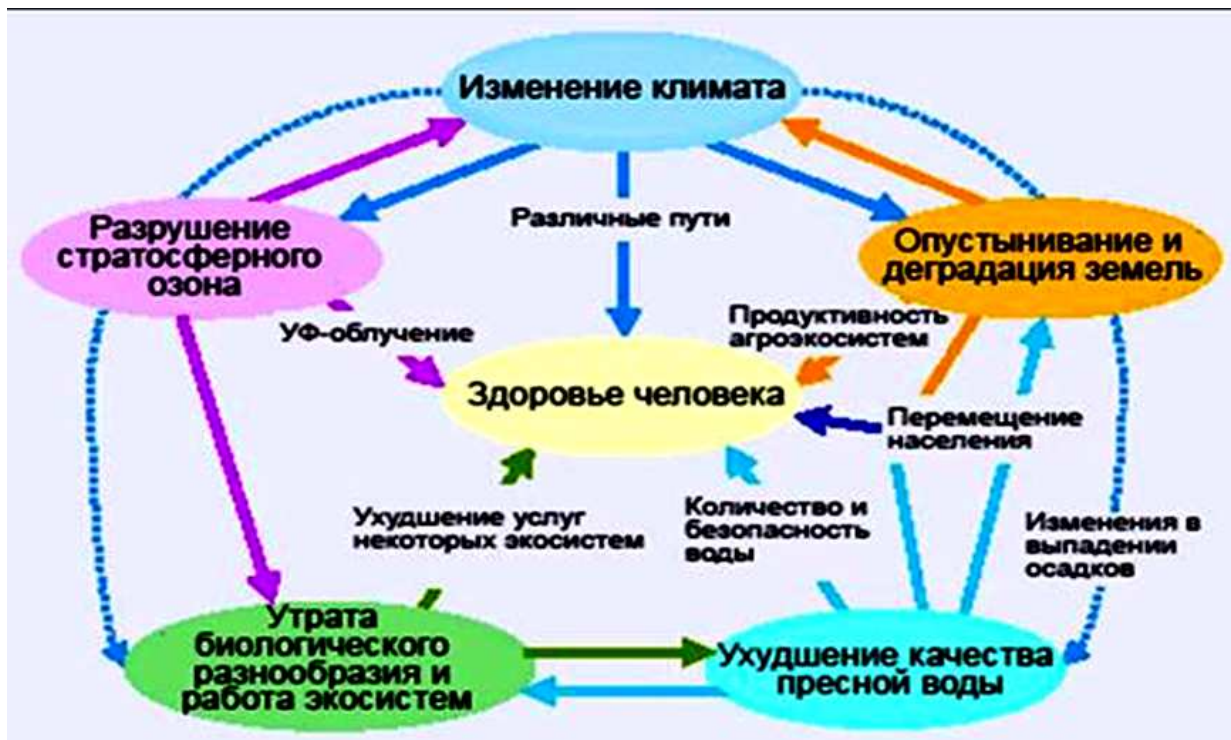 Изменение климата
Разрушение
стратосферного
озона
Различные пути
Опустынивание и
деградация земель
УФ-облучение
Продуктивность
агроэкосистем
Здоровье человека
Перемещение
населения
Ухудшение услуг
некоторых экосистем
Количество и
безопасность
воды
Изменения в
выпадении
осадков
Утрата
биологического
разнообразия и
работа экосистем
Ухудшение качества
пресной воды